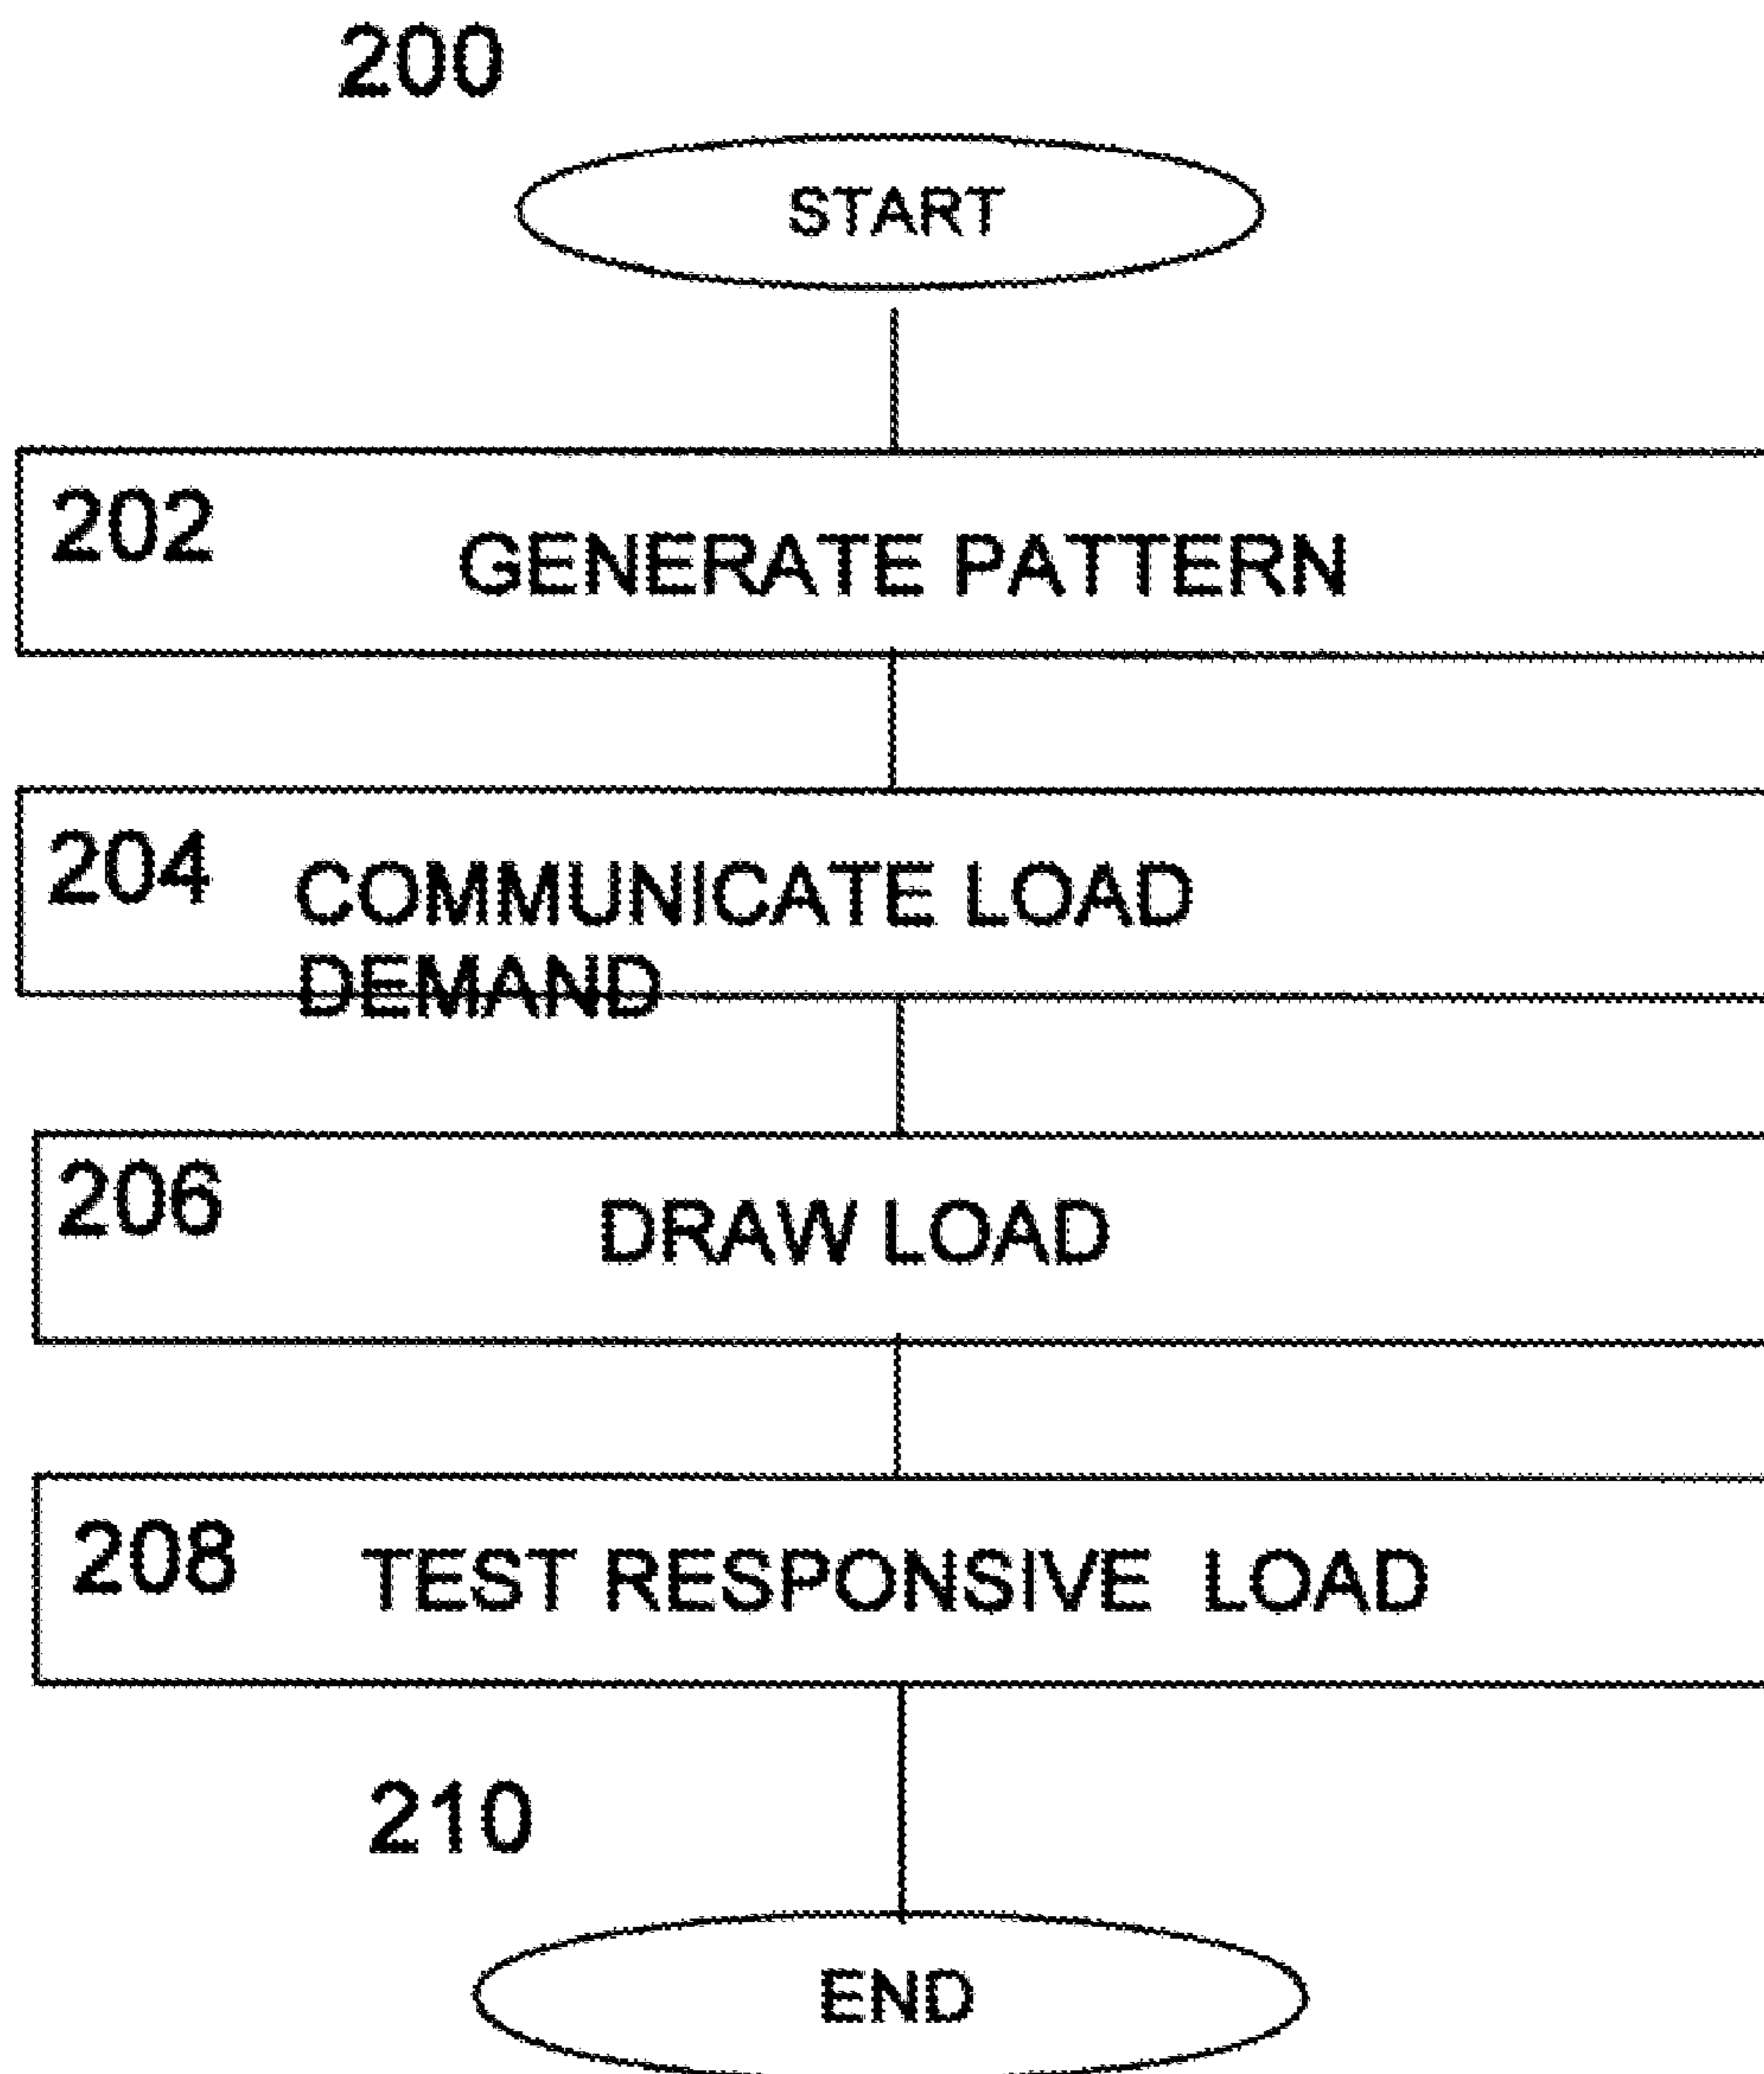 200
START
202
GENERATE PATTERN
204
COMMUNICATE LOAD
DEMAND
206
DRAW LOAD
208
TEST RESPONSIVE LOAD
210
END